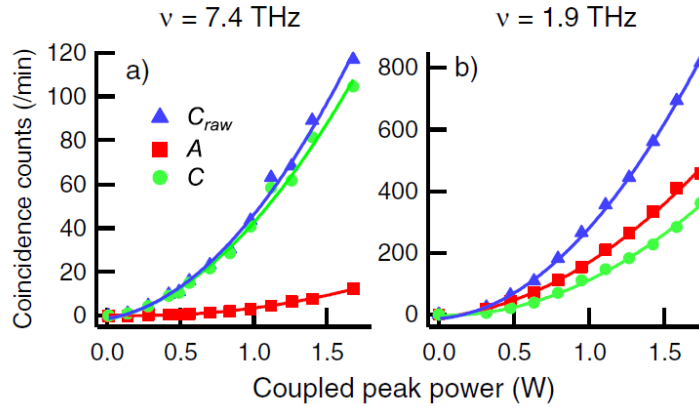 ν = 7.4 THz
ν = 1.9 THz
Coincidence counts (/min)
120
100
80
60
40
20
0
a)
C_raw
A
C
0.0
0.5
1.0
1.5
800
600
400
200
0
b)
0.0
0.5
1.0
1.5
Coupled peak power (W)